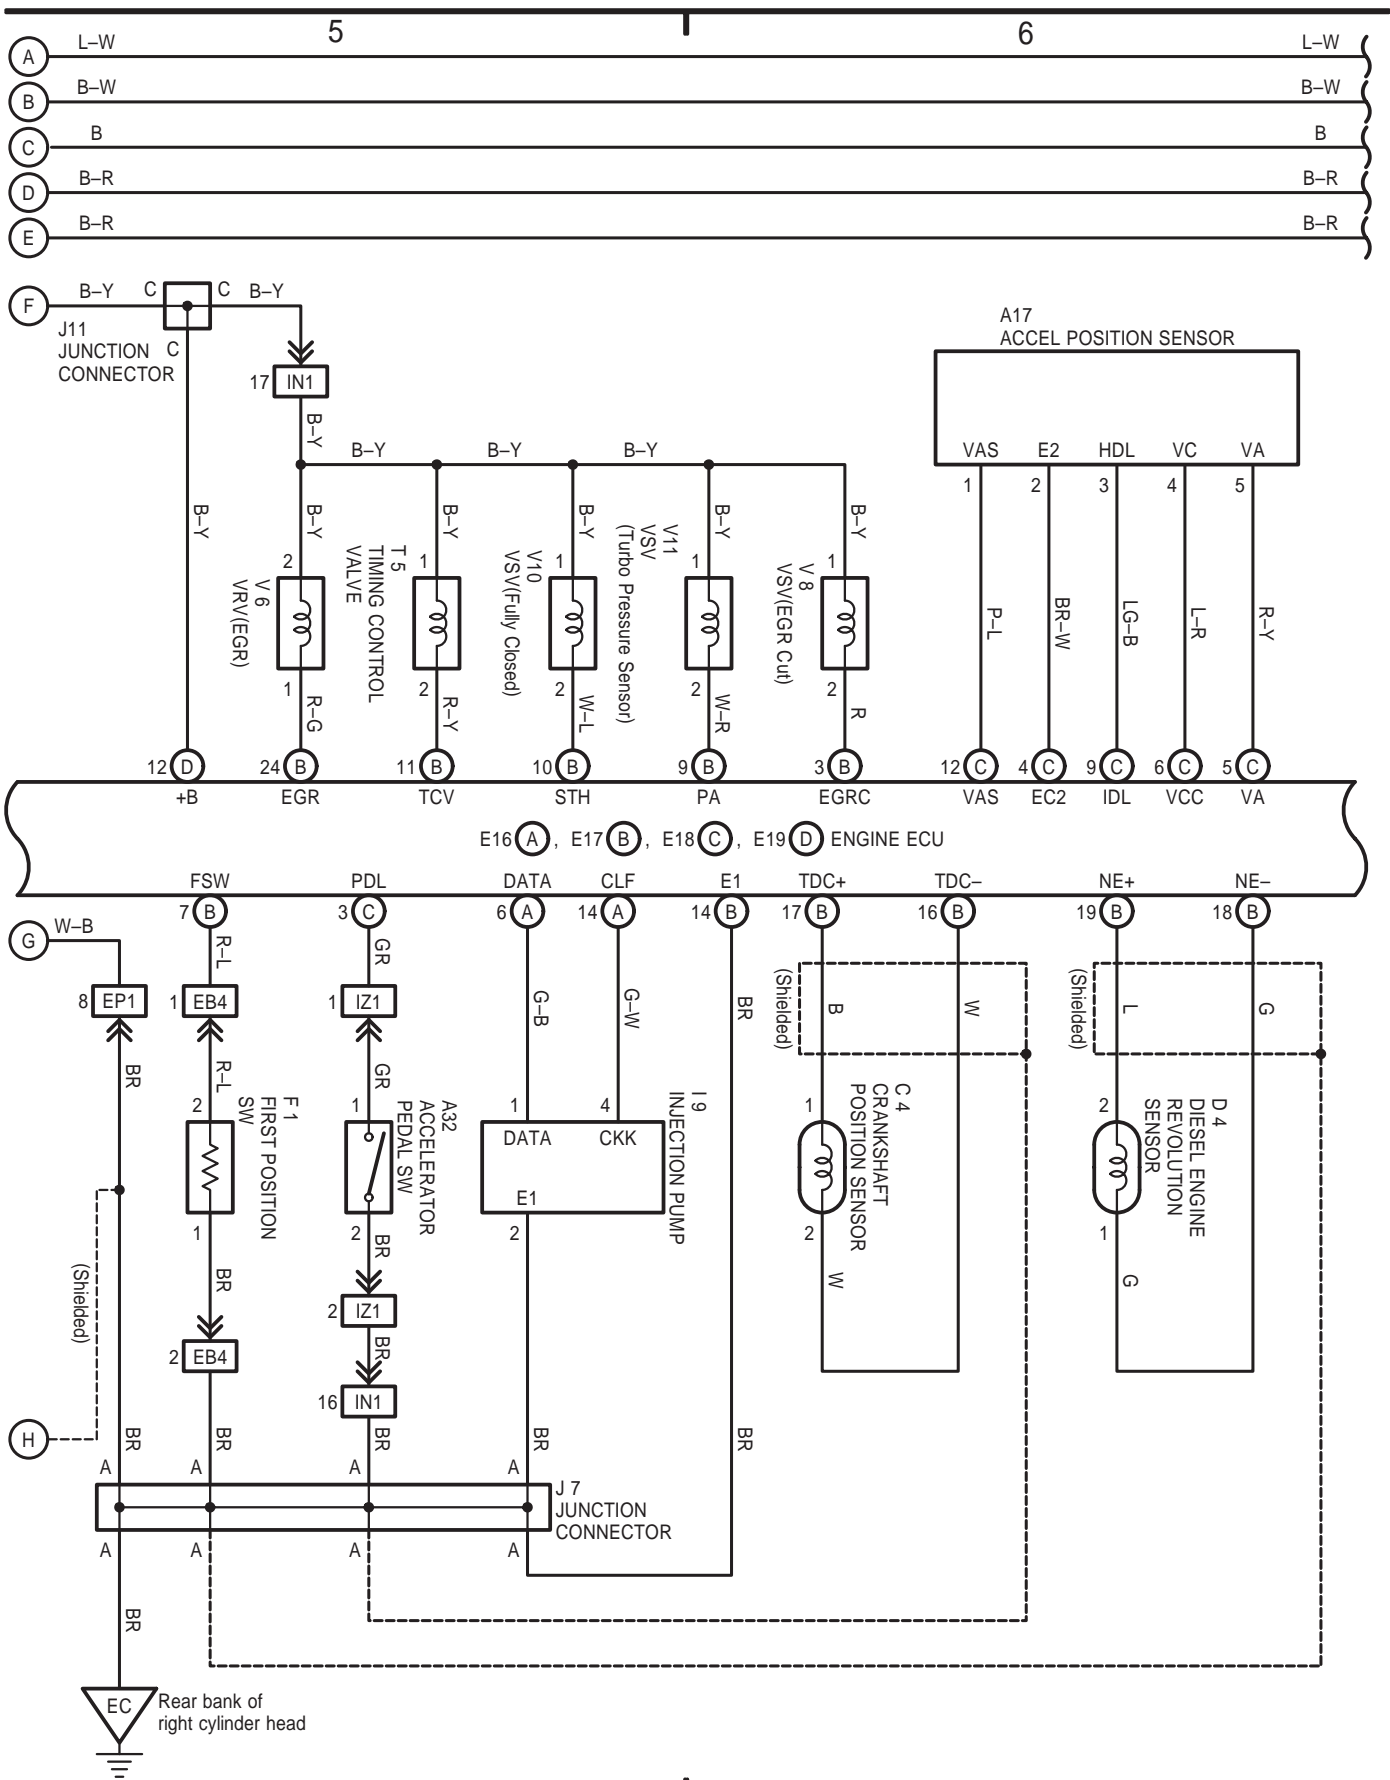 5 6
A L–W L–W
B B–W B–W
C B B
D B–R B–R
E B–R B–R
F B–Y C C B–Y
J11
JUNCTION C
CONNECTOR
17 IN1
B–Y
B–Y B–Y B–Y
A17
ACCEL POSITION SENSOR
VAS E2 HDL VC VA
1 2 3 4 5
B–Y B–Y B–Y B–Y B–Y B–Y
2 1 1 1 1
V 6
VRV(EGR)
T 5
TIMING CONTROL
VALVE
V10
VSV(Fully Closed)
V11
VSV
(Turbo Pressure Sensor)
V 8
VSV(EGR Cut)
P–L BR–W LG–B L–R R–Y
1 2 2 2 2
R–G R–Y W–L W–R R
12 D 24 B 11 B 10 B 9 B 3 B 12 C 4 C 9 C 6 C 5 C
+B EGR TCV STH PA EGRC VAS EC2 IDL VCC VA
E16 A , E17 B , E18 C , E19 D ENGINE ECU
FSW PDL DATA CLF E1 TDC+ TDC– NE+ NE–
7 B 3 C 6 A 14 A 14 B 17 B 16 B 19 B 18 B
G W–B
R–L GR
8 EP1 1 EB4 1 IZ1
G–B G–W BR
(Shielded) B W
(Shielded) L G
BR R–L GR
2 1 1 4 1 2
F 1
FIRST POSITION
SW
A32
ACCELERATOR
PEDAL SW
DATA CKK
E1
I 9
INJECTION PUMP
C 4
CRANKSHAFT
POSITION SENSOR
D 4
DIESEL ENGINE
REVOLUTION
SENSOR
1 2 2 2 1
BR BR W G
(Shielded)
2 IZ1
2 EB4 BR
16 IN1
H BR BR BR BR BR
A A A A
J 7
JUNCTION
CONNECTOR
A A A A
BR
EC Rear bank of
right cylinder head